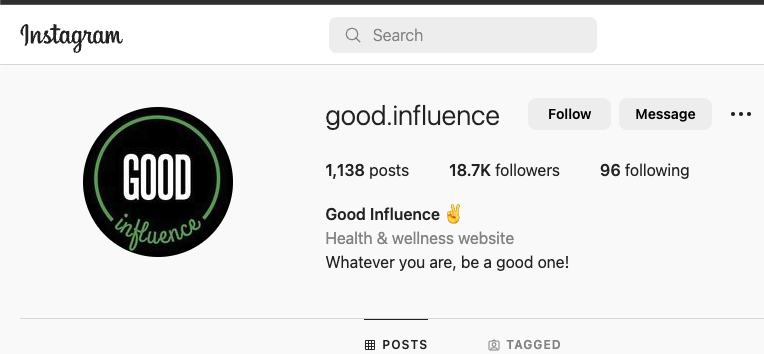 Instagram
Search
GOOD
influence
good.influence Follow Message
1,138 posts 18.7K followers 96 following
Good Influence ✌️
Health & wellness website
Whatever you are, be a good one!
POSTS TAGGED